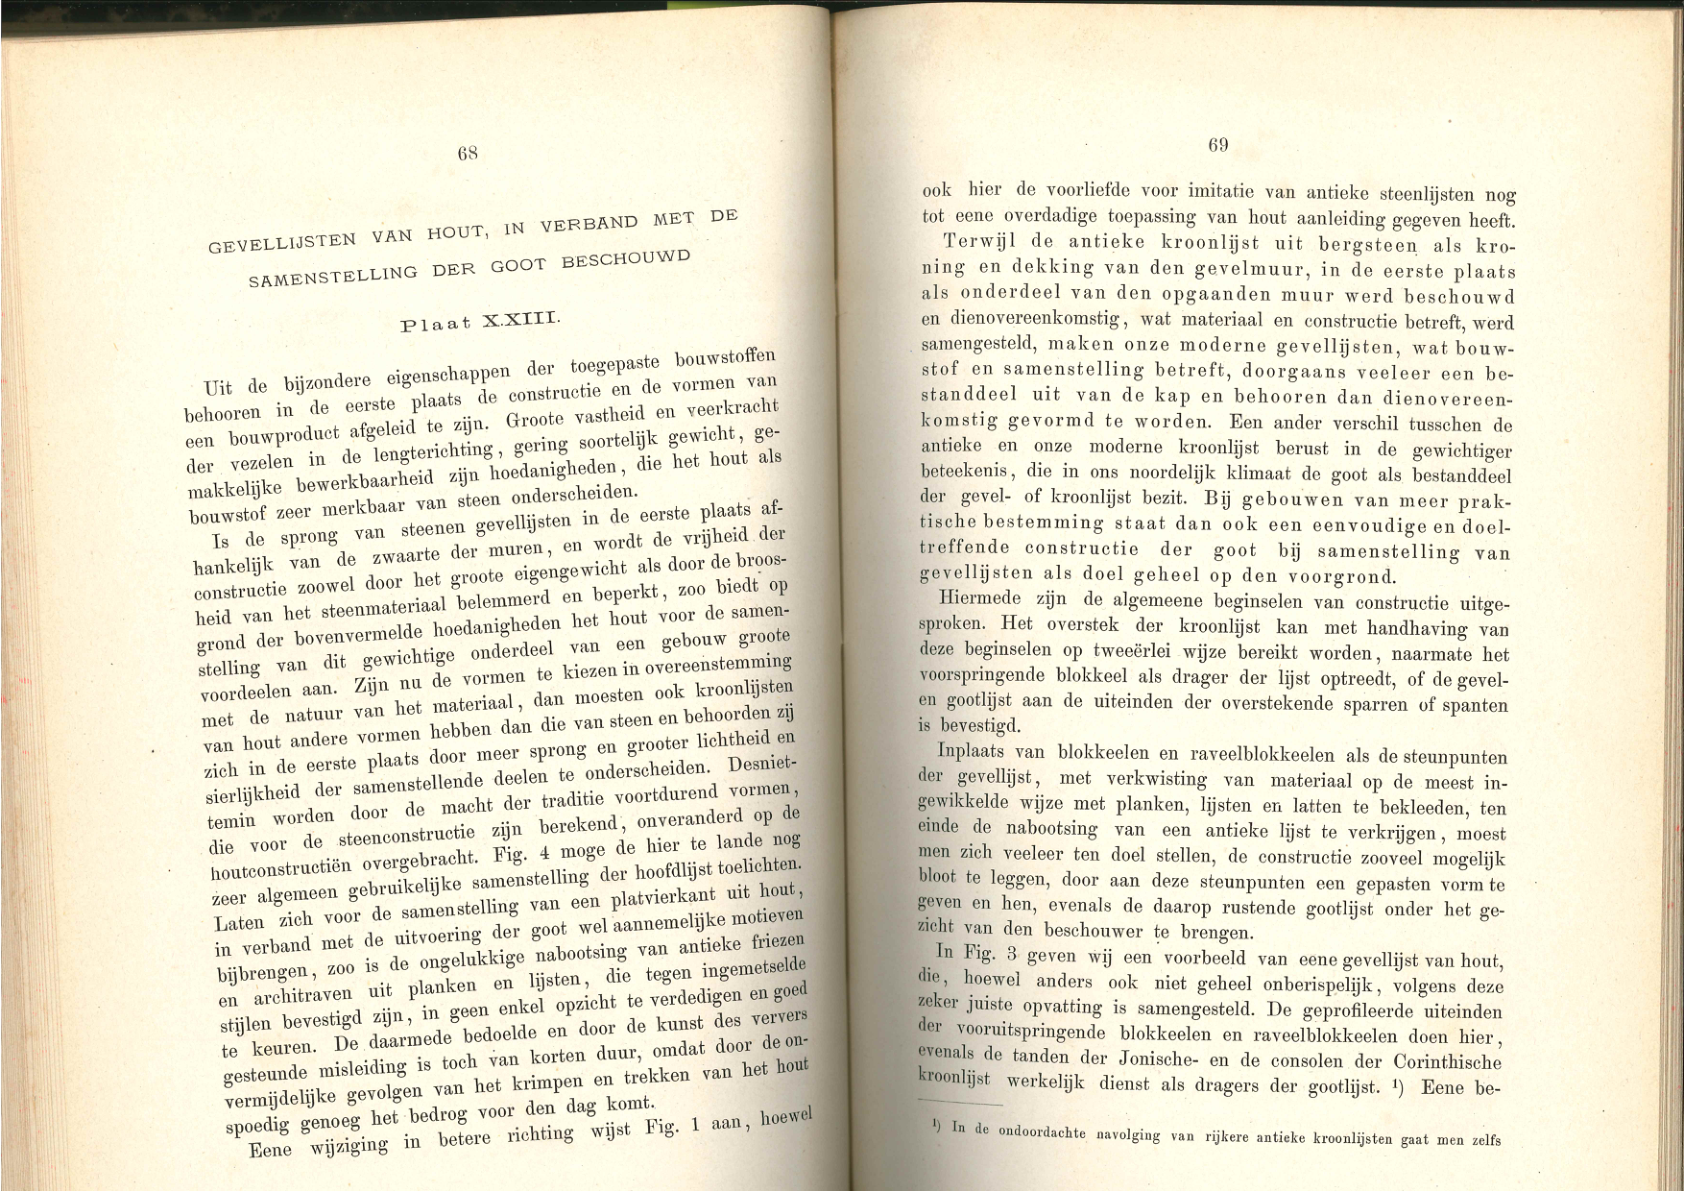 68
GEVELLIJSTEN VAN HOUT, IN VERBAND MET DE
SAMENSTELLING DER GOOT BESCHOUWD
Plaat XXIII.
Uit de bijzondere eigenschappen der toegepaste bouwstoffen
behooren in de eerste plaats de constructie en de vormen van
een bouwproduct afgeleid te zijn. Groote vastheid en veerkracht
der vezelen in de lengterichting, gering soortelijk gewicht, ge-
makkelijke bewerkbaarheid zijn hoedanigheden, die het hout als
bouwstof zeer merkbaar van steen onderscheiden.
Is de sprong van steenen gevellijsten in de eerste plaats af-
hankelijk van de zwaarte der muren, en wordt de vrijheid der
constructie zoowel door het groote eigengewicht als door de broos-
heid van het steenmateriaal belemmerd en beperkt, zoo biedt op
grond der bovenvermelde hoedanigheden het hout voor de samen-
stelling van dit gewichtige onderdeel van een gebouw groote
voordeelen aan. Zijn nu de vormen te kiezen in overeenstemming
met de natuur van het materiaal, dan moesten ook kroonlijsten
van hout andere vormen hebben dan die van steen en behoorden zij
zich in de eerste plaats door meer sprong en grooter lichtheid en
sierlijkheid der samenstellende deelen te onderscheiden. Desniet-
temin worden door de macht der traditie voortdurend vormen,
die voor de steenconstructie zijn berekend, onveranderd op de
houtconstructiën overgebracht. Fig. 4 moge de hier te lande nog
zeer algemeen gebruikelijke samenstelling der hoofdlijst toelichten.
Laten zich voor de samenstelling van een platvierkant uit hout,
in verband met de uitvoering der goot wel aannemelijke motieven
bijbrengen, zoo is de ongelukkige nabootsing van antieke friezen
en architraven uit planken en lijsten, die tegen ingemetselde
stijlen bevestigd zijn, in geen enkel opzicht te verdedigen en goed
te keuren. De daarmede bedoelde en door de kunst des ververs
gesteunde misleiding is toch van korten duur, omdat door de on-
vermijdelijke gevolgen van het krimpen en trekken van het hout
spoedig genoeg het bedrog voor den dag komt.
Eene wijziging in betere richting wijst Fig. 1 aan, hoewel
69
ook hier de voorliefde voor imitatie van antieke steenlijsten nog
tot eene overdadige toepassing van hout aanleiding gegeven heeft.
Terwijl de antieke kroonlijst uit bergsteen als kro-
ning en dekking van den gevelmuur, in de eerste plaats
als onderdeel van den opgaanden muur werd beschouwd
en dienovereenkomstig, wat materiaal en constructie betreft, werd
samengesteld, maken onze moderne gevellijsten, wat bouw-
stof en samenstelling betreft, doorgaans veeleer een be-
standdeel uit van de kap en behooren dan dienovereen-
komstig gevormd te worden. Een ander verschil tusschen de
antieke en onze moderne kroonlijst berust in de gewichtiger
beteekenis, die in ons noordelijk klimaat de goot als bestanddeel
der gevel- of kroonlijst bezit. Bij gebouwen van meer prak-
tische bestemming staat dan ook een eenvoudige en doel-
treffende constructie der goot bij samenstelling van
gevellijsten als doel geheel op den voorgrond.
Hiermede zijn de algemeene beginselen van constructie uitge-
sproken. Het overstek der kroonlijst kan met handhaving van
deze beginselen op tweeërlei wijze bereikt worden, naarmate het
voorspringende blokkeel als drager der lijst optreedt, of de gevel-
en gootlijst aan de uiteinden der overstekende sparren of spanten
is bevestigd.
Inplaats van blokkeelen en raveelblokkeelen als de steunpunten
der gevellijst, met verkwisting van materiaal op de meest in-
gewikkelde wijze met planken, lijsten en latten te bekleeden, ten
einde de nabootsing van een antieke lijst te verkrijgen, moest
men zich veeleer ten doel stellen, de constructie zooveel mogelijk
bloot te leggen, door aan deze steunpunten een gepasten vorm te
geven en hen, evenals de daarop rustende gootlijst onder het ge-
zicht van den beschouwer te brengen.
In Fig. 3 geven wij een voorbeeld van eene gevellijst van hout,
die, hoewel anders ook niet geheel onberispelijk, volgens deze
zeker juiste opvatting is samengesteld. De geprofileerde uiteinden
der vooruitspringende blokkeelen en raveelblokkeelen doen hier,
evenals de tanden der Jonische- en de consolen der Corinthische
kroonlijst werkelijk dienst als dragers der gootlijst. ¹) Eene be-
¹) In de ondoordachte navolging van rijkere antieke kroonlijsten gaat men zelfs